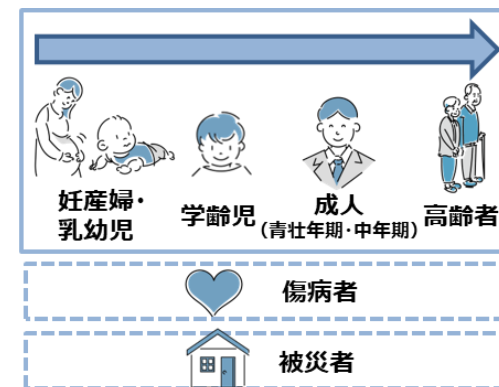 妊産婦・
乳幼児
学齢児
成人
(青壮年期・中年期)
高齢者
傷病者
被災者